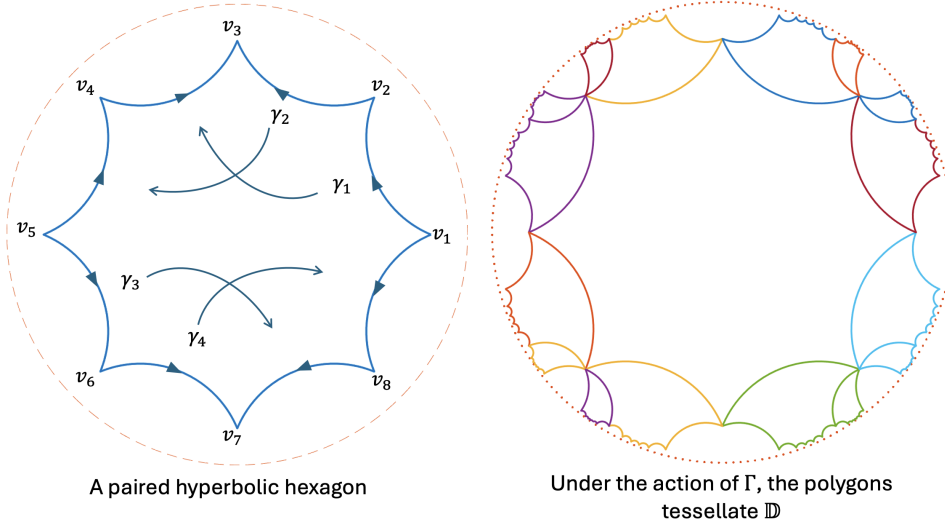 v₃
v₄
v₂
γ₂
γ₁
v₅
v₁
γ₃
γ₄
v₆
v₈
v₇
A paired hyperbolic hexagon
Under the action of Γ, the polygons
tessellate 𝔻